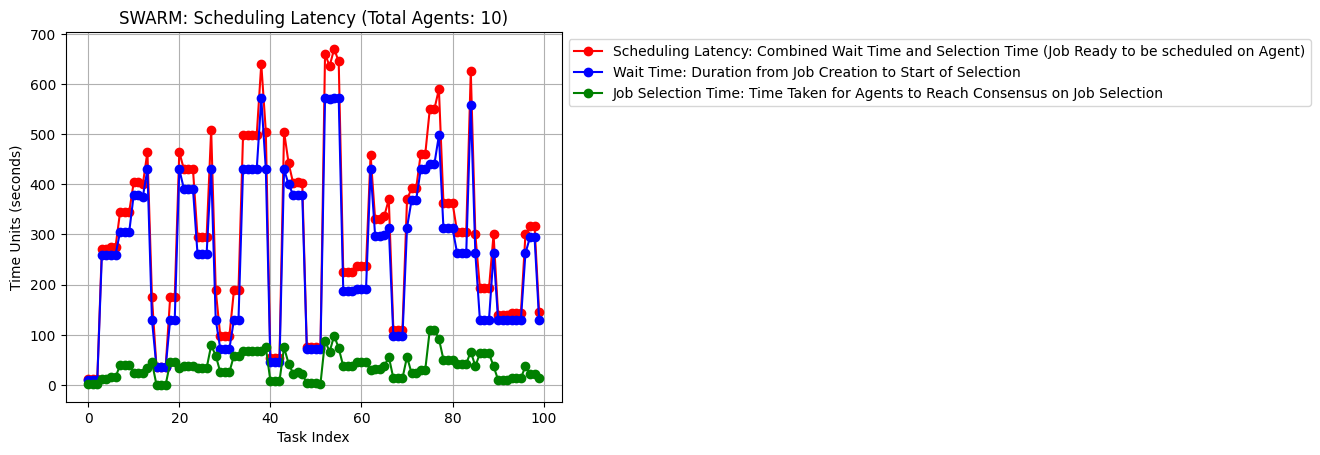 SWARM: Scheduling Latency (Total Agents: 10)
Scheduling Latency: Combined Wait Time and Selection Time (Job Ready to be scheduled on Agent)
Wait Time: Duration from Job Creation to Start of Selection
Job Selection Time: Time Taken for Agents to Reach Consensus on Job Selection
Time Units (seconds)
700
600
500
400
300
200
100
0
0 20 40 60 80 100
Task Index